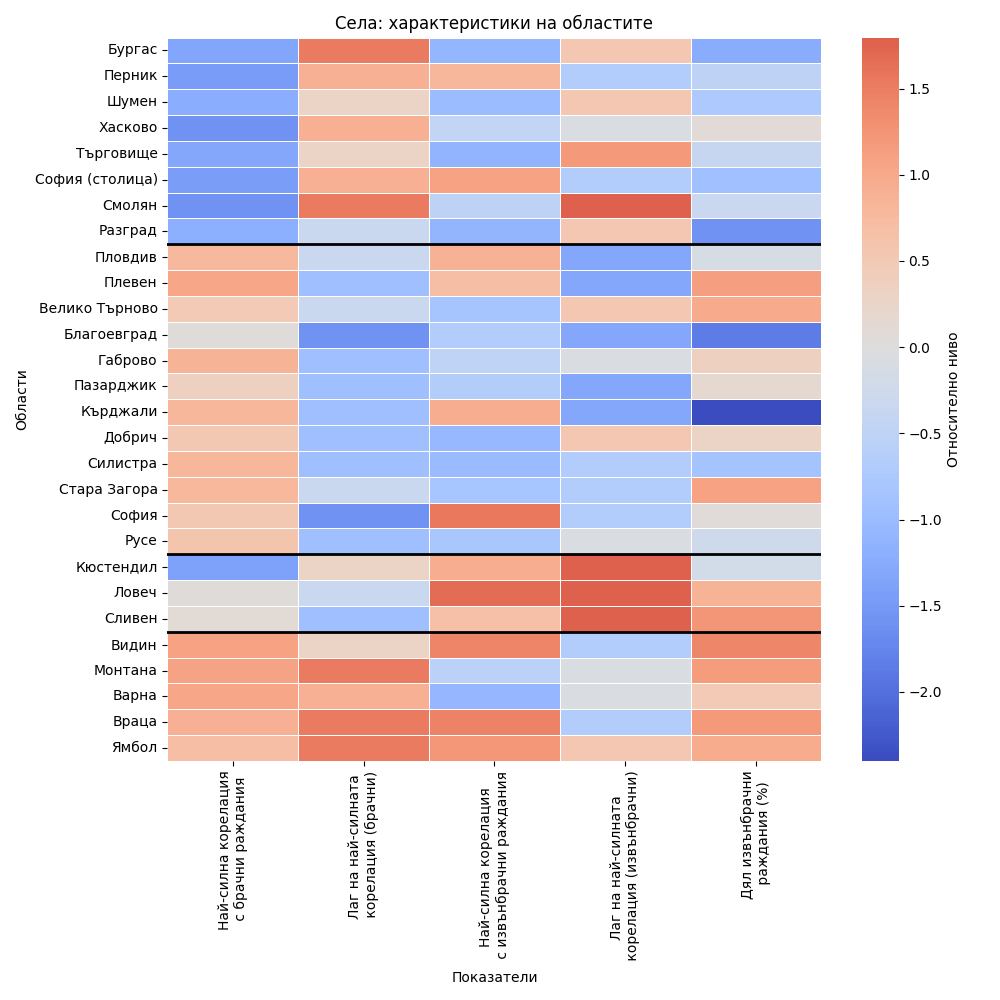 Села: характеристики на областите
Бургас
Перник
Шумен
Хасково
Търговище
София (столица)
Смолян
Разград
Пловдив
Плевен
Велико Търново
Благоевград
Габрово
Пазарджик
Кърджали
Добрич
Силистра
Стара Загора
София
Русе
Кюстендил
Ловеч
Сливен
Видин
Монтана
Варна
Враца
Ямбол
Области
Най-силна корелация
с брачни раждания
Лаг на най-силната
корелация (брачни)
Най-силна корелация
с извънбрачни раждания
Лаг на най-силната
корелация (извънбрачни)
Дял извънбрачни
раждания (%)
Показатели
1.5
1.0
0.5
0.0
−0.5
−1.0
−1.5
−2.0
Относително ниво